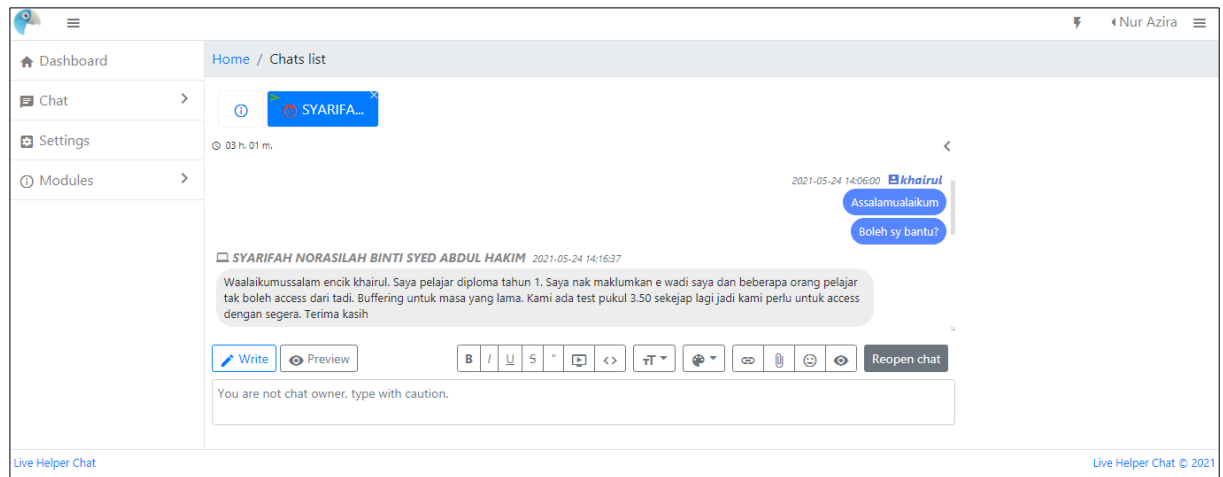 Nur Azira
Dashboard
Chat
Settings
Modules
Home / Chats list
SYARIFA...
03 h. 01 m.
2021-05-24 14:06:00 khairul
Assalamualaikum
Boleh sy bantu?
SYARIFAH NORASILAH BINTI SYED ABDUL HAKIM 2021-05-24 14:16:37
Waalaikumussalam encik khairul. Saya pelajar diploma tahun 1. Saya nak maklumkan e wadi saya dan beberapa orang pelajar
tak boleh access dari tadi. Buffering untuk masa yang lama. Kami ada test pukul 3.50 sekejap lagi jadi kami perlu untuk access
dengan segera. Terima kasih
Write Preview B I U S " <> TT Reopen chat
You are not chat owner, type with caution.
Live Helper Chat Live Helper Chat © 2021